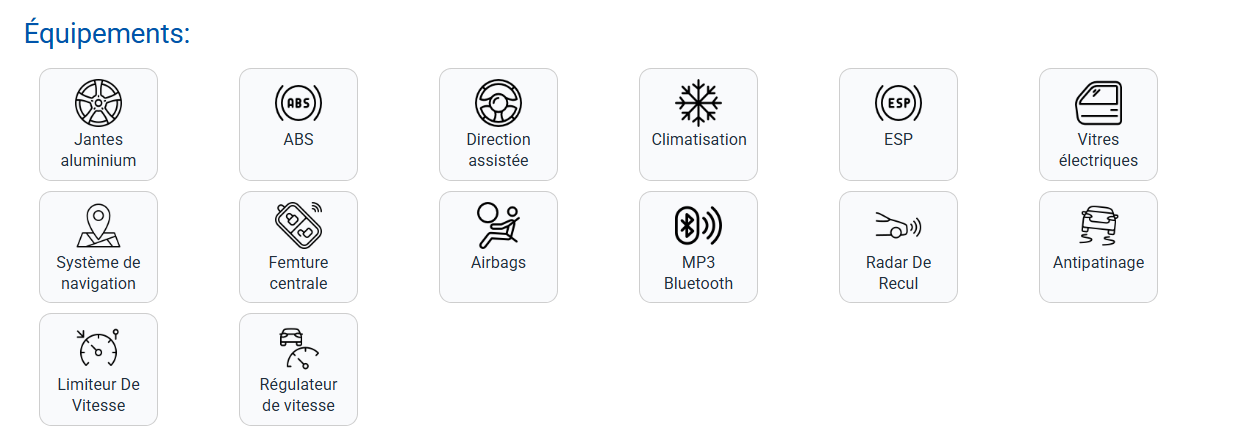 Équipements:
ABS
ESP
Jantes
aluminium
ABS
Direction
assistée
Climatisation
ESP
Vitres
électriques
Système de
navigation
Femture
centrale
Airbags
MP3
Bluetooth
Radar De
Recul
Antipatinage
Limiteur De
Vitesse
Régulateur
de vitesse